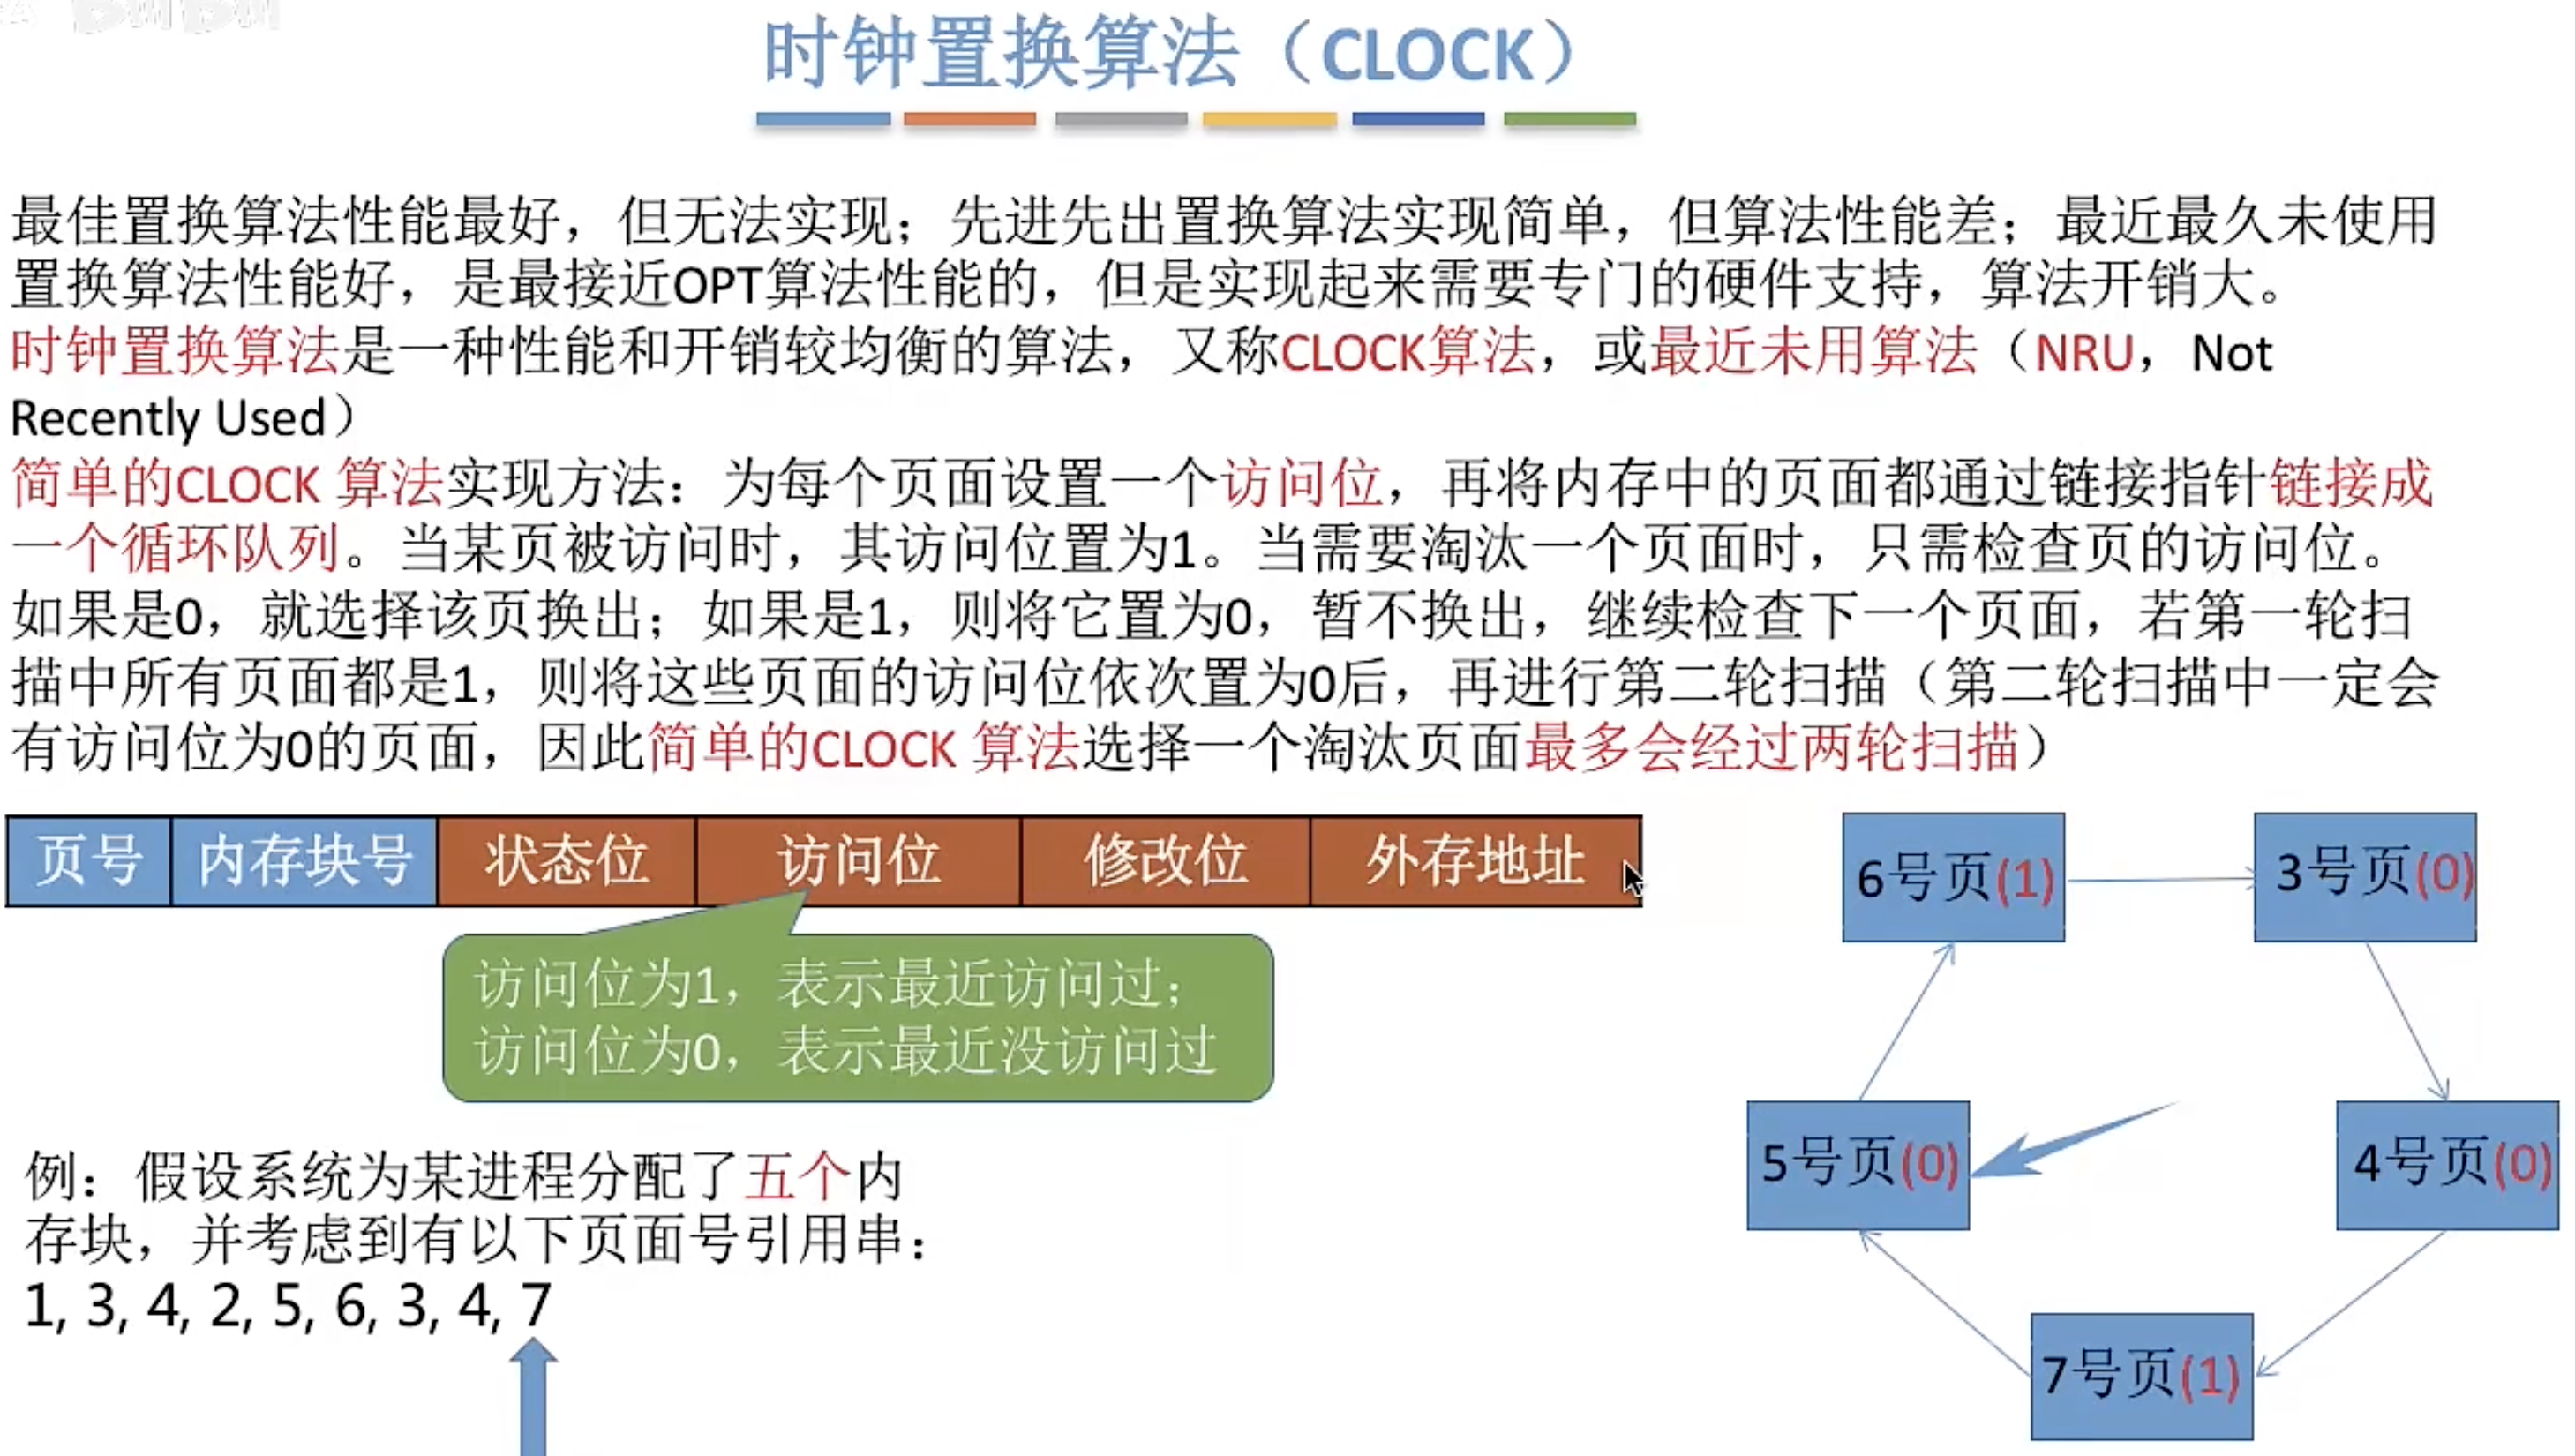 时钟置换算法（CLOCK）
最佳置换算法性能最好，但无法实现；先进先出置换算法实现简单，但算法性能差；最近最久未使用
置换算法性能好，是最接近OPT算法性能的，但是实现起来需要专门的硬件支持，算法开销大。
时钟置换算法是一种性能和开销较均衡的算法，又称CLOCK算法，或最近未用算法（NRU，Not
Recently Used）
简单的CLOCK 算法实现方法：为每个页面设置一个访问位，再将内存中的页面都通过链接指针链接成
一个循环队列。当某页被访问时，其访问位置为1。当需要淘汰一个页面时，只需检查页的访问位。
如果是0，就选择该页换出；如果是1，则将它置为0，暂不换出，继续检查下一个页面，若第一轮扫
描中所有页面都是1，则将这些页面的访问位依次置为0后，再进行第二轮扫描（第二轮扫描中一定会
有访问位为0的页面，因此简单的CLOCK 算法选择一个淘汰页面最多会经过两轮扫描）
页号 内存块号 状态位 访问位 修改位 外存地址
访问位为1，表示最近访问过；
访问位为0，表示最近没访问过
例：假设系统为某进程分配了五个内
存块，并考虑到有以下页面号引用串：
1, 3, 4, 2, 5, 6, 3, 4, 7
6号页(1)
3号页(0)
5号页(0)
4号页(0)
7号页(1)